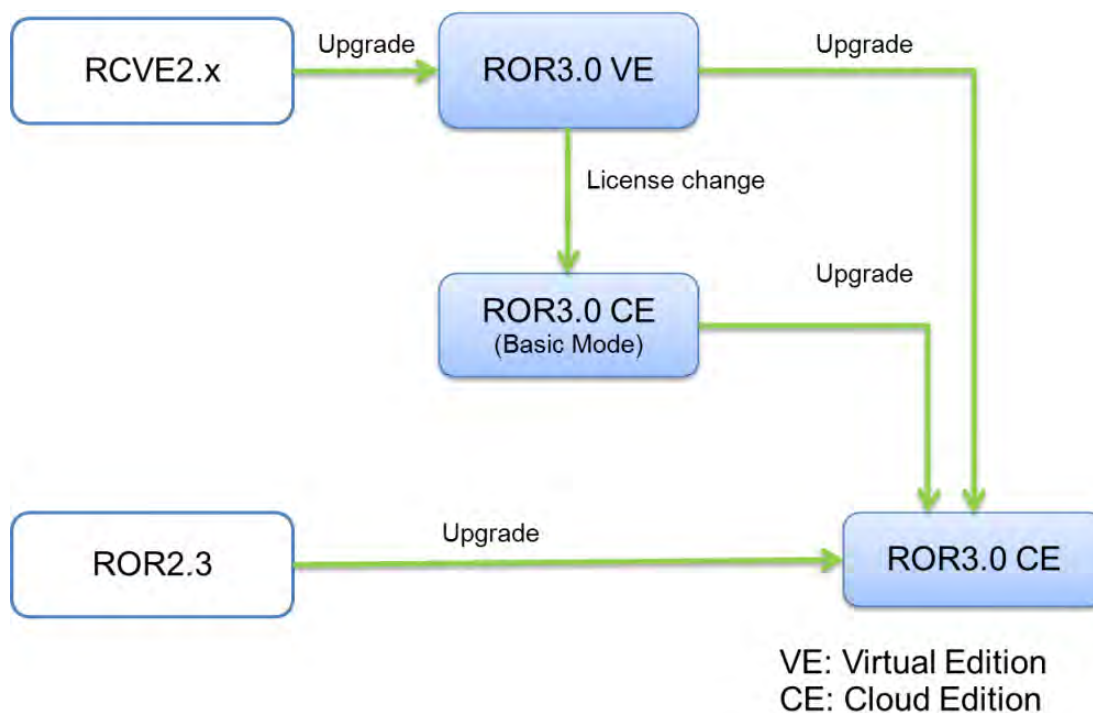 Upgrade
Upgrade
RCVE2.x
ROR3.0 VE
License change
ROR3.0 CE
(Basic Mode)
Upgrade
Upgrade
ROR2.3
ROR3.0 CE
VE: Virtual Edition
CE: Cloud Edition